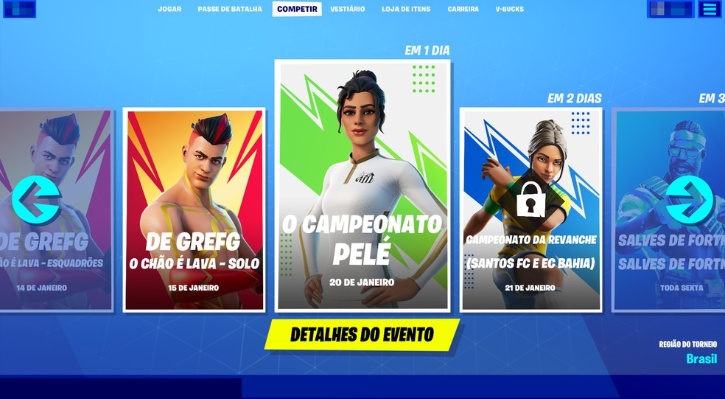 JOGAR PASSE DE BATALHA COMPETIR VESTIÁRIO LOJA DE ITENS CARREIRA V-BUCKS
EM 1 DIA
EM 2 DIAS
EM 3
DE GREFG
ÃO É LAVA - ESQUADRÕES
14 DE JANEIRO
DE GREFG
O CHÃO É LAVA - SOLO
15 DE JANEIRO
O CAMPEONATO
PELÉ
20 DE JANEIRO
CAMPEONATO DA REVANCHE
(SANTOS FC E EC BAHIA)
21 DE JANEIRO
SALVES DE FORTN
SALVES DE FORTN
TODA SEXTA
DETALHES DO EVENTO
REGIÃO DO TORNEIO
Brasil